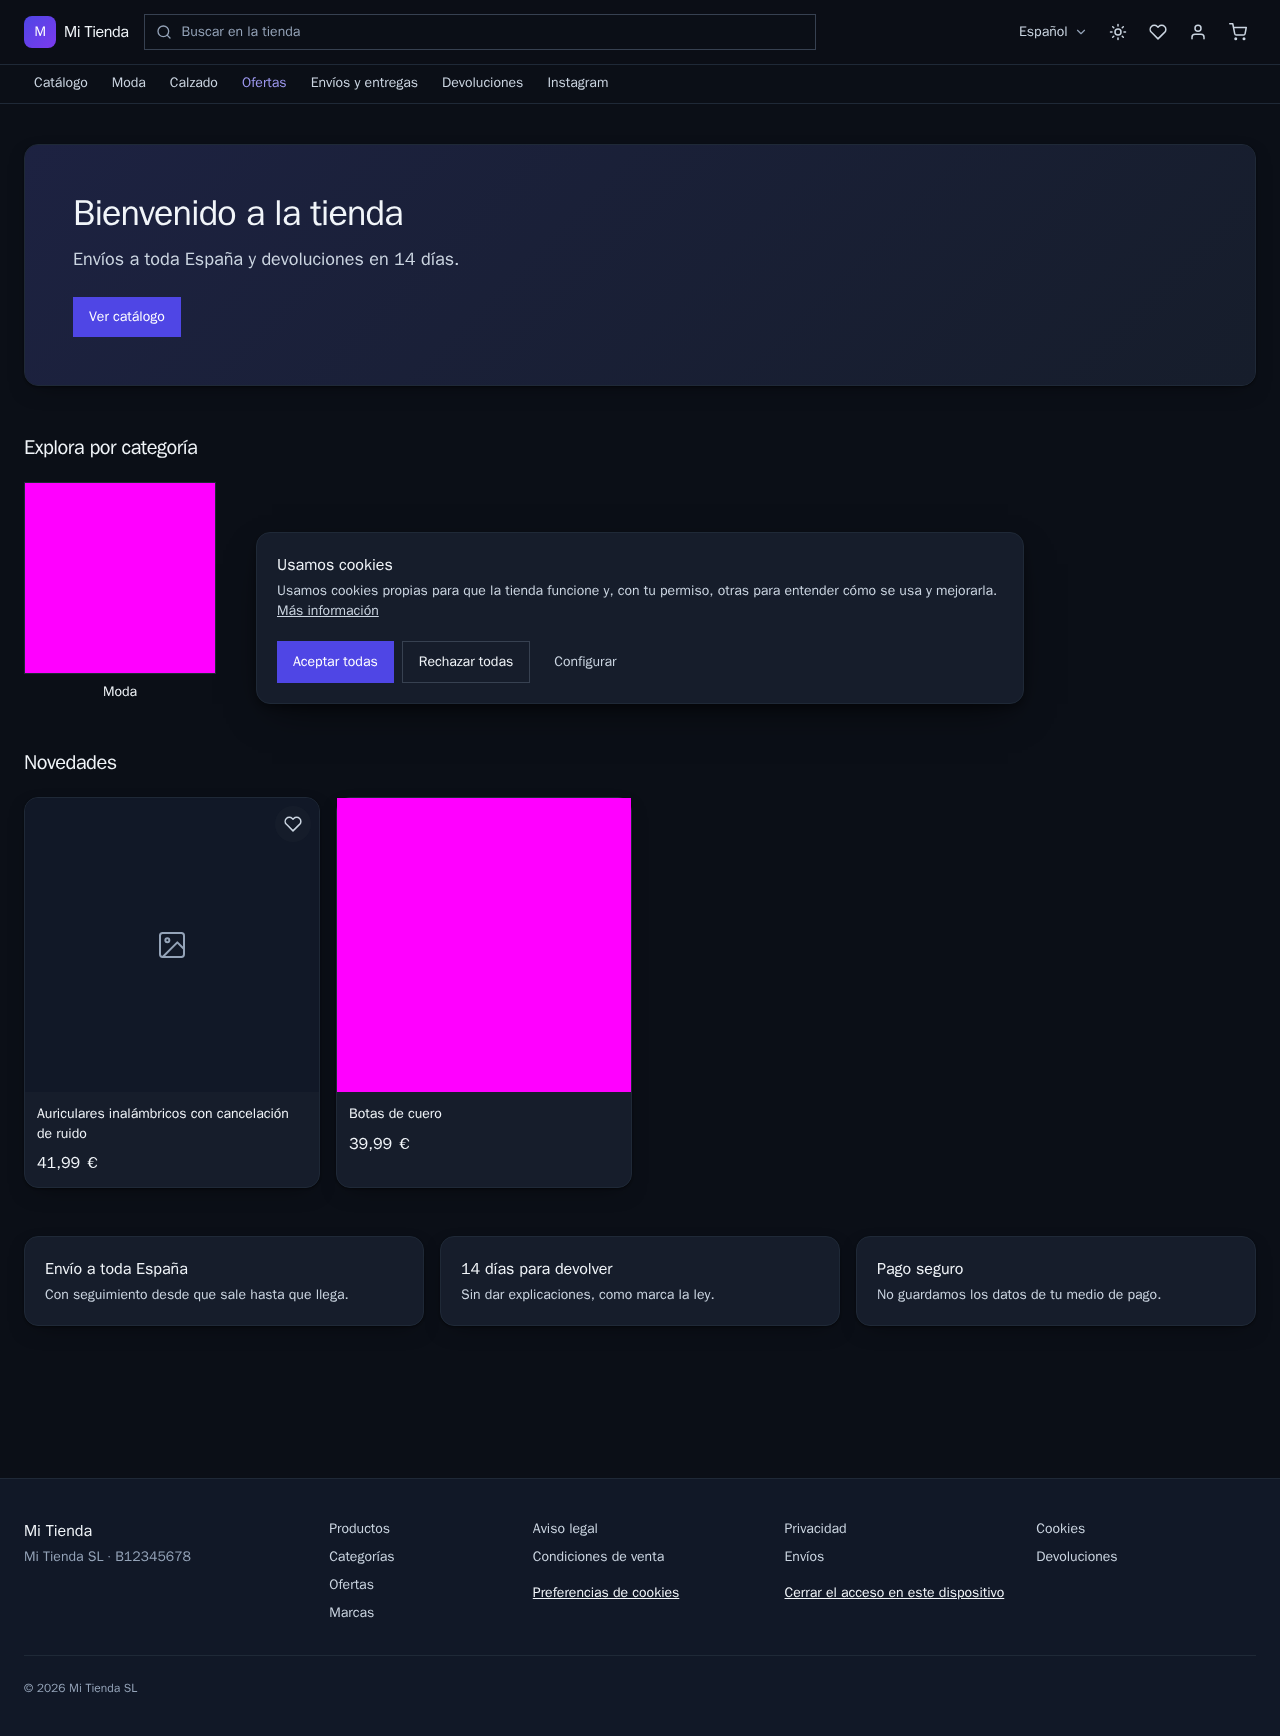 M Mi Tienda
Buscar en la tienda
Español
Catálogo Moda Calzado Ofertas Envíos y entregas Devoluciones Instagram
Bienvenido a la tienda
Envíos a toda España y devoluciones en 14 días.
Ver catálogo
Explora por categoría
Moda
Usamos cookies
Usamos cookies propias para que la tienda funcione y, con tu permiso, otras para entender cómo se usa y mejorarla.
Más información
Aceptar todas Rechazar todas Configurar
Novedades
Auriculares inalámbricos con cancelación
de ruido
41,99 €
Botas de cuero
39,99 €
Envío a toda España
Con seguimiento desde que sale hasta que llega.
14 días para devolver
Sin dar explicaciones, como marca la ley.
Pago seguro
No guardamos los datos de tu medio de pago.
Mi Tienda
Mi Tienda SL · B12345678
Productos
Categorías
Ofertas
Marcas
Aviso legal
Condiciones de venta
Preferencias de cookies
Privacidad
Envíos
Cerrar el acceso en este dispositivo
Cookies
Devoluciones
© 2026 Mi Tienda SL